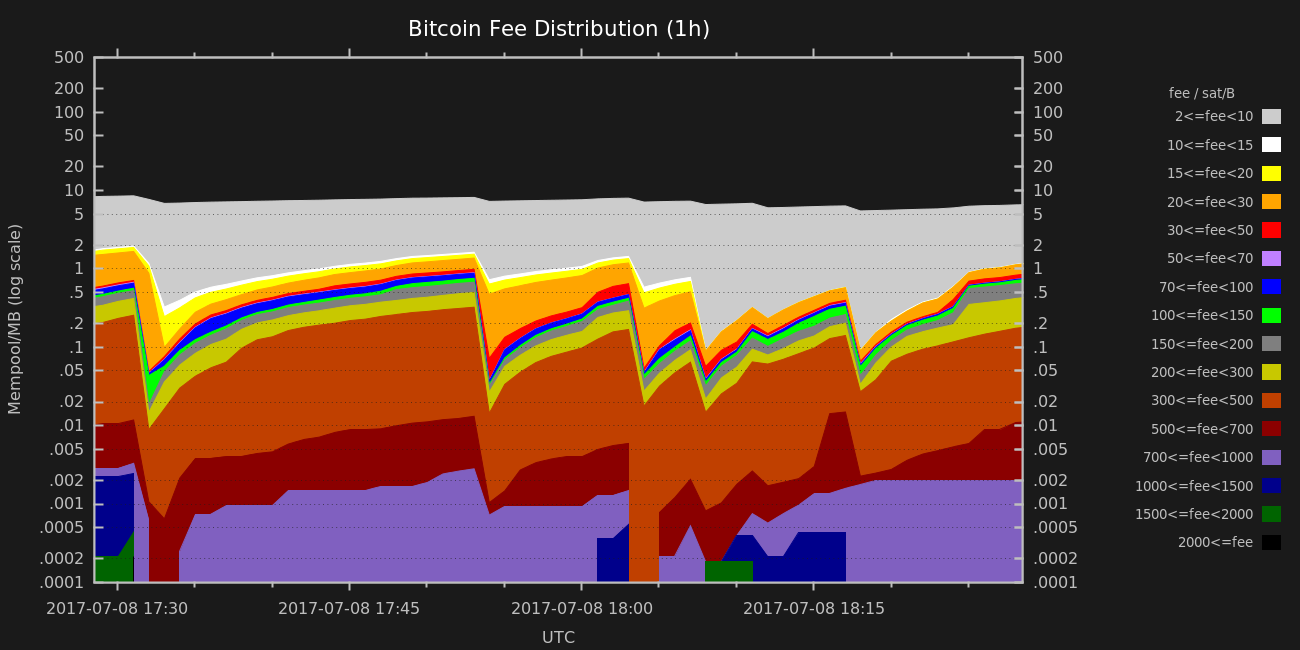 Bitcoin Fee Distribution (1h)
500 500
200 200
100 100
50 50
20 20
10 10
5 5
2 2
1 1
.5 .5
.2 .2
.1 .1
.05 .05
.02 .02
.01 .01
.005 .005
.002 .002
.001 .001
.0005 .0005
.0002 .0002
.0001 .0001
Mempool/MB (log scale)
2017-07-08 17:30 2017-07-08 17:45 2017-07-08 18:00 2017-07-08 18:15
UTC
fee / sat/B
2<=fee<10
10<=fee<15
15<=fee<20
20<=fee<30
30<=fee<50
50<=fee<70
70<=fee<100
100<=fee<150
150<=fee<200
200<=fee<300
300<=fee<500
500<=fee<700
700<=fee<1000
1000<=fee<1500
1500<=fee<2000
2000<=fee